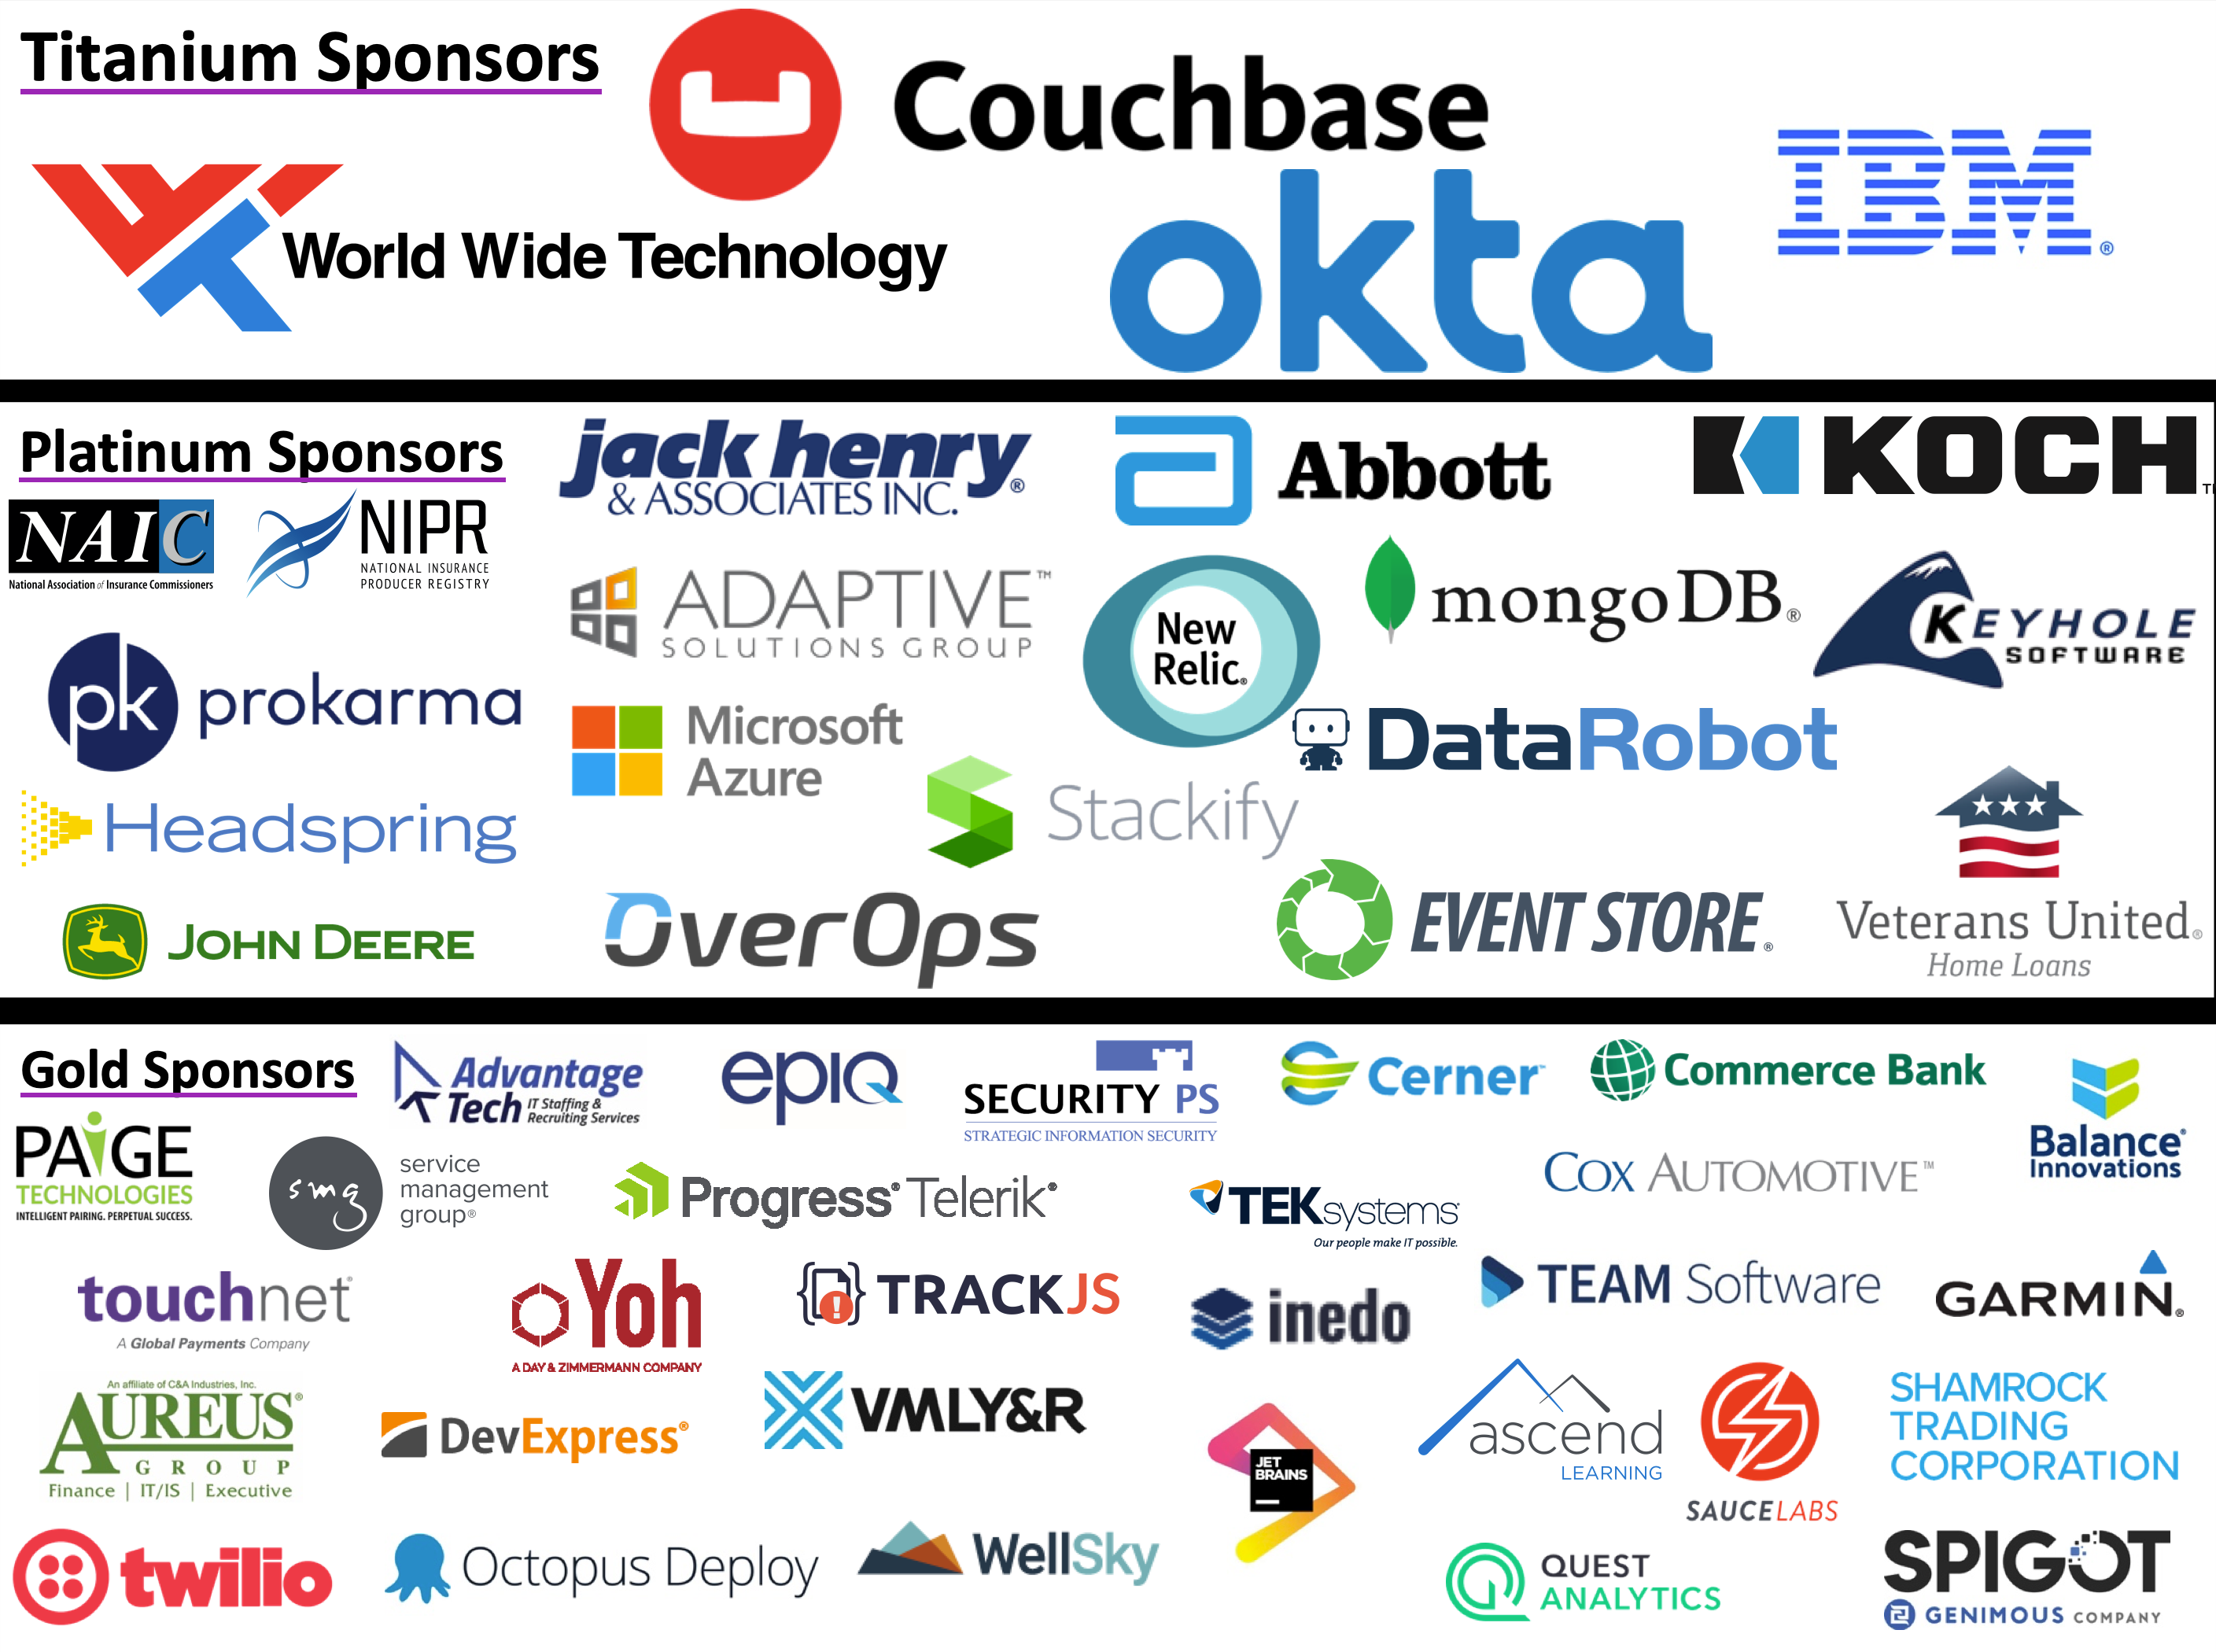 Titanium Sponsors
Couchbase
IBM®
World Wide Technology
okta
Platinum Sponsors
jack henry®
& ASSOCIATES INC.
Abbott
KOCH
NAIC
National Association of Insurance Commissioners
NIPR
NATIONAL INSURANCE
PRODUCER REGISTRY
ADAPTIVE™
SOLUTIONS GROUP
New
Relic®
mongoDB®
KEYHOLE
SOFTWARE
pk prokarma
Microsoft
Azure
DataRobot
Headspring
Stackify
JOHN DEERE
OverOps
EVENT STORE®
Veterans United®
Home Loans
Gold Sponsors
Advantage
Tech IT Staffing &
Recruiting Services
epiq
SECURITY PS
STRATEGIC INFORMATION SECURITY
Cerner™
Commerce Bank
Balance®
Innovations
PAiGE
TECHNOLOGIES
INTELLIGENT PAIRING. PERPETUAL SUCCESS.
smg
service
management
group®
Progress® Telerik®
TEKsystems®
Our people make IT possible.
COX AUTOMOTIVE™
touchnet®
A Global Payments Company
Yoh
A DAY & ZIMMERMANN COMPANY
{!} TRACKJS
inedo
TEAM Software
GARMIN®
An affiliate of C&A Industries, Inc.
AUREUS®
GROUP
Finance | IT/IS | Executive
DevExpress®
VMLY&R
JET
BRAINS
ascend
LEARNING
SAUCELABS
SHAMROCK
TRADING
CORPORATION
twilio
Octopus Deploy
WellSky
QUEST
ANALYTICS
SPIGOT
GENIMOUS COMPANY